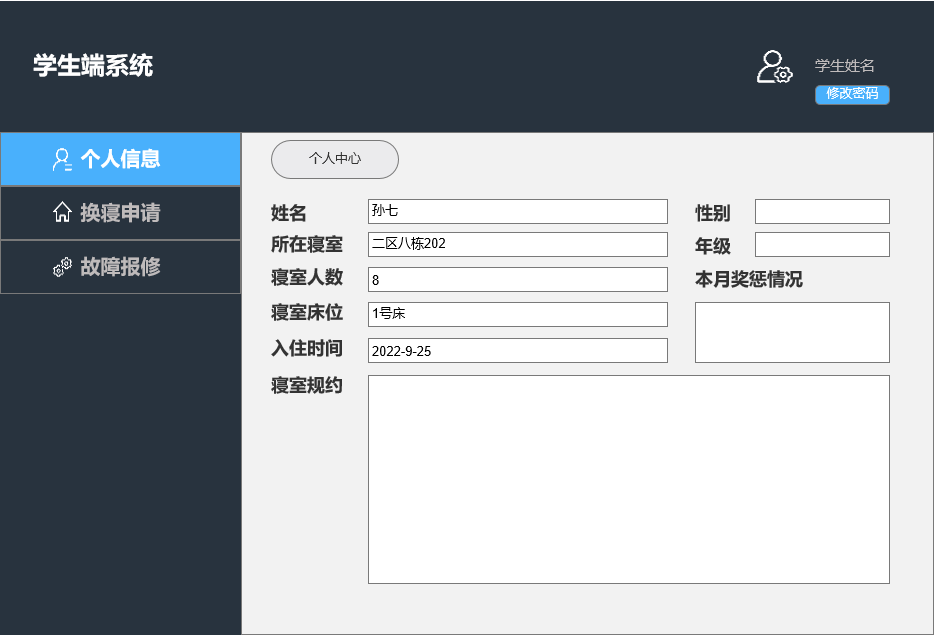 学生端系统
学生姓名
修改密码
个人信息
换寝申请
故障报修
个人中心
姓名 孙七 性别
所在寝室 二区八栋202 年级
寝室人数 8 本月奖惩情况
寝室床位 1号床
入住时间 2022-9-25
寝室规约